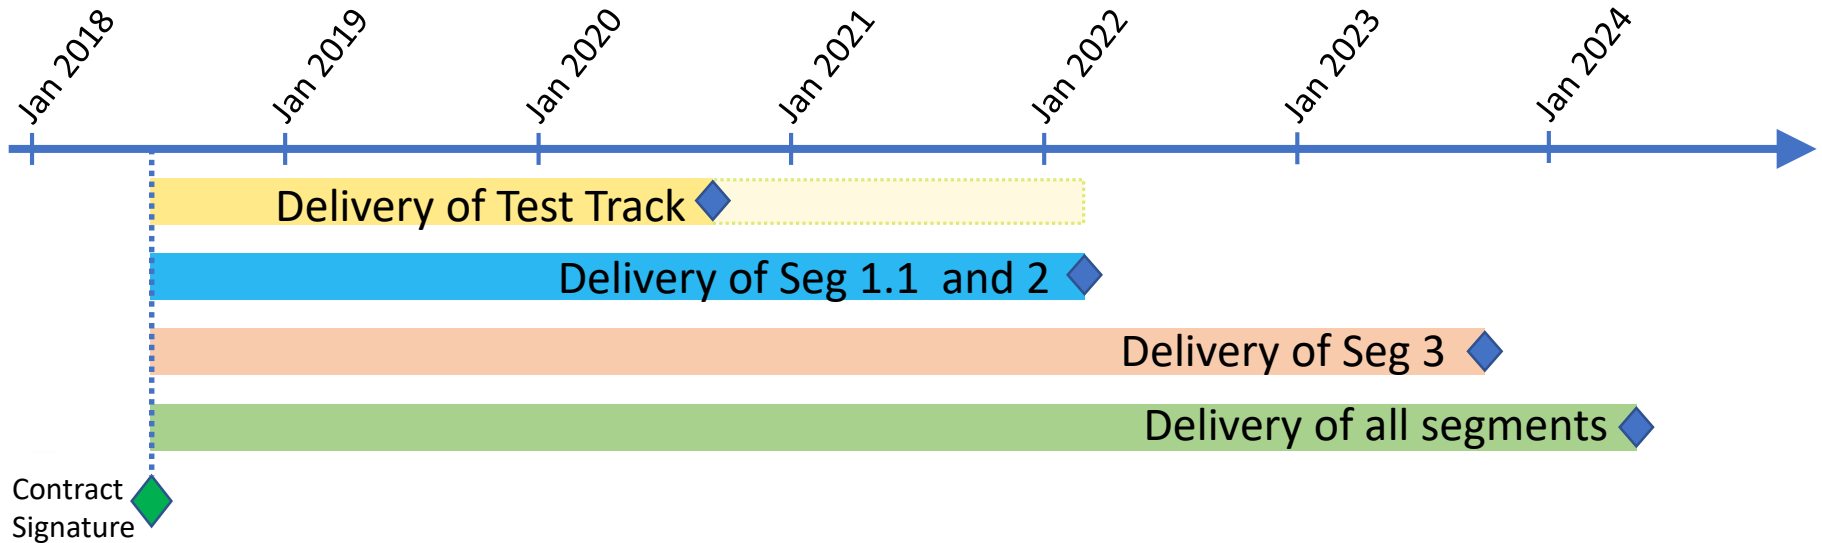 Jan 2018
Jan 2019
Jan 2020
Jan 2021
Jan 2022
Jan 2023
Jan 2024
Delivery of Test Track
Delivery of Seg 1.1  and 2
Delivery of Seg 3
Delivery of all segments
Contract
Signature